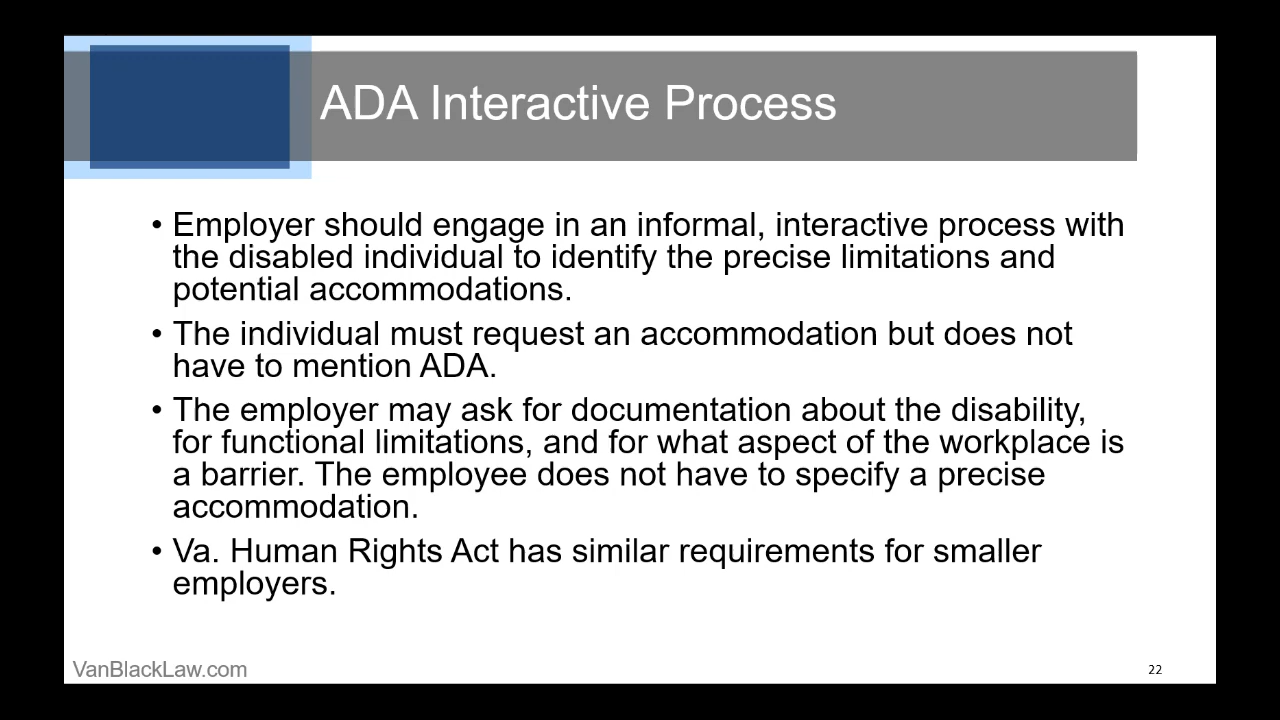 ADA Interactive Process
• Employer should engage in an informal, interactive process with
the disabled individual to identify the precise limitations and
potential accommodations.
• The individual must request an accommodation but does not
have to mention ADA.
• The employer may ask for documentation about the disability,
for functional limitations, and for what aspect of the workplace is
a barrier. The employee does not have to specify a precise
accommodation.
• Va. Human Rights Act has similar requirements for smaller
employers.
VanBlackLaw.com
22